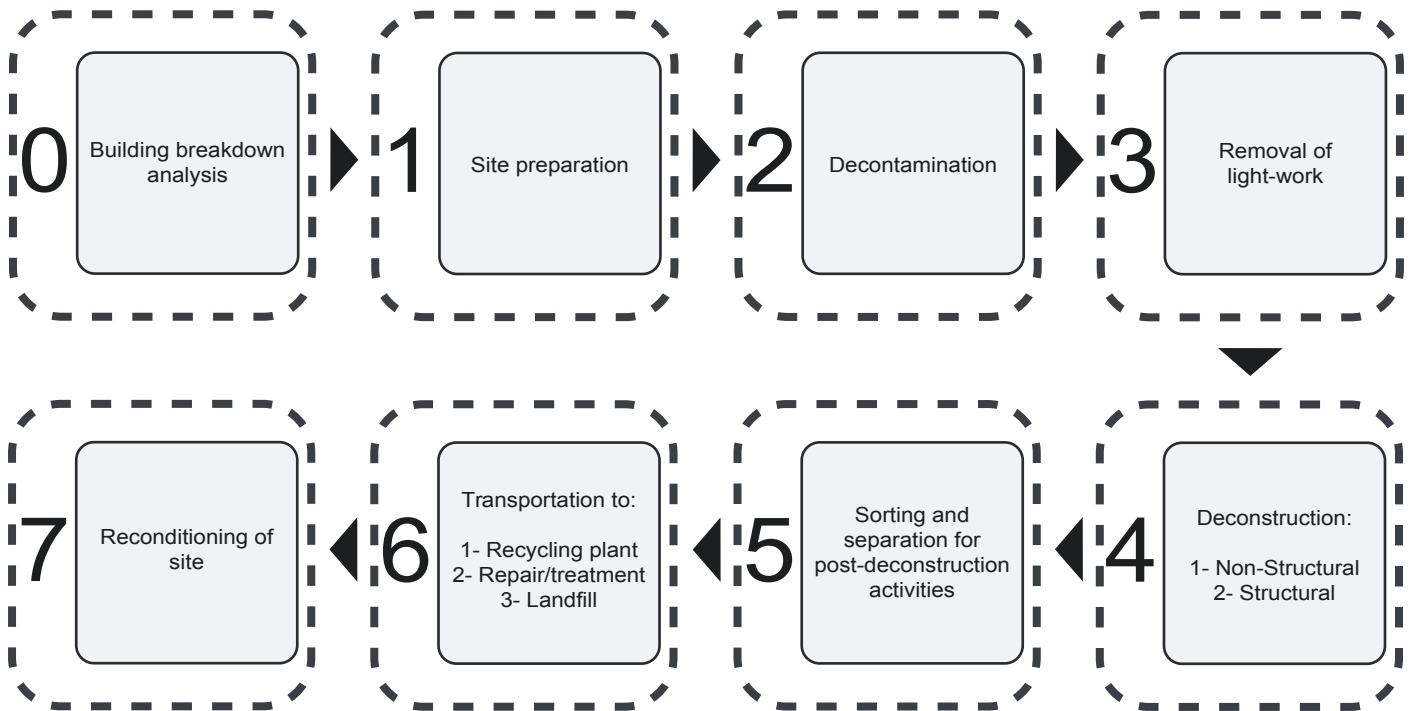 0
Building breakdown
analysis
1
Site preparation
2
Decontamination
3
Removal of
light-work
4
Deconstruction:
1- Non-Structural
2- Structural
5
Sorting and
separation for
post-deconstruction
activities
6
Transportation to:
1- Recycling plant
2- Repair/treatment
3- Landfill
7
Reconditioning of
site